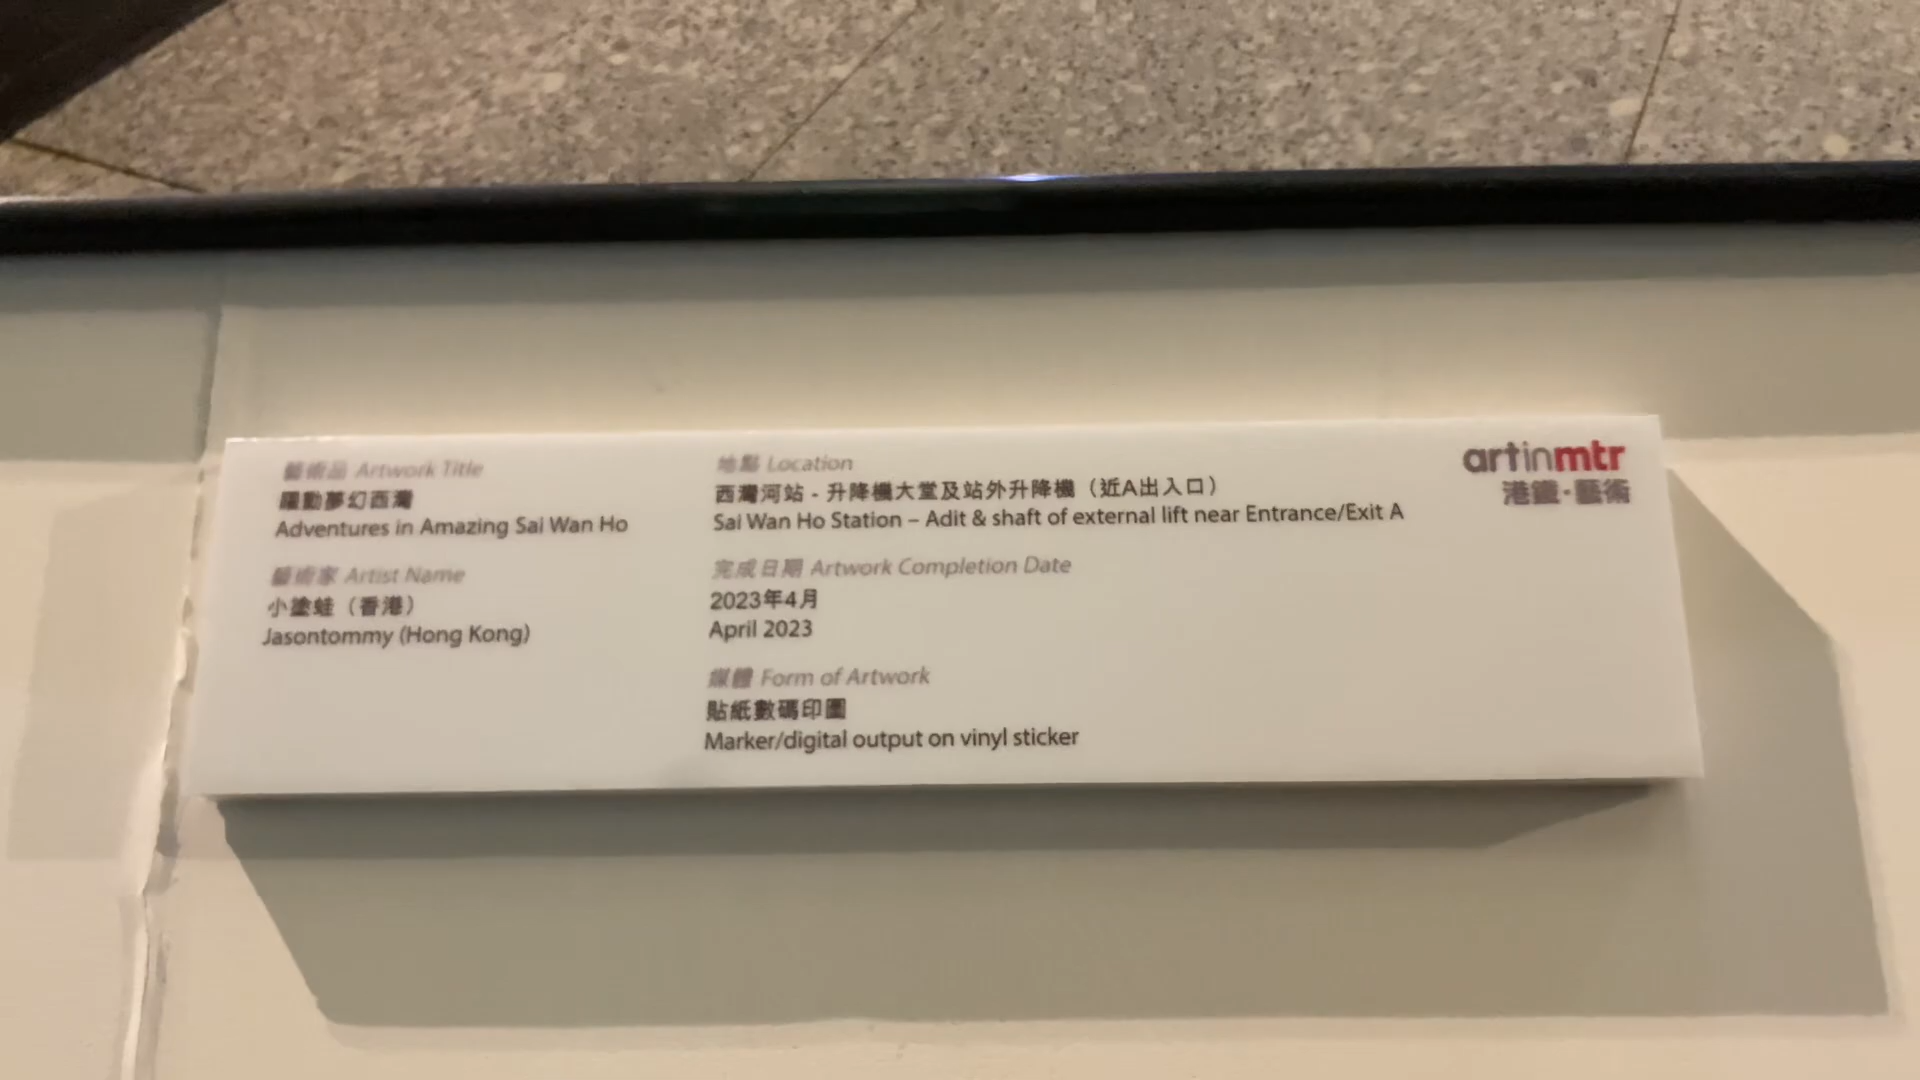 藝術品 Artwork Title
躍動夢幻西灣
Adventures in Amazing Sai Wan Ho
藝術家 Artist Name
小塗蛙（香港）
Jasontommy (Hong Kong)
地點 Location
西灣河站 - 升降機大堂及站外升降機（近A出入口）
Sai Wan Ho Station – Adit & shaft of external lift near Entrance/Exit A
完成日期 Artwork Completion Date
2023年4月
April 2023
媒體 Form of Artwork
貼紙數碼印圖
Marker/digital output on vinyl sticker
artinmtr
港鐵·藝術